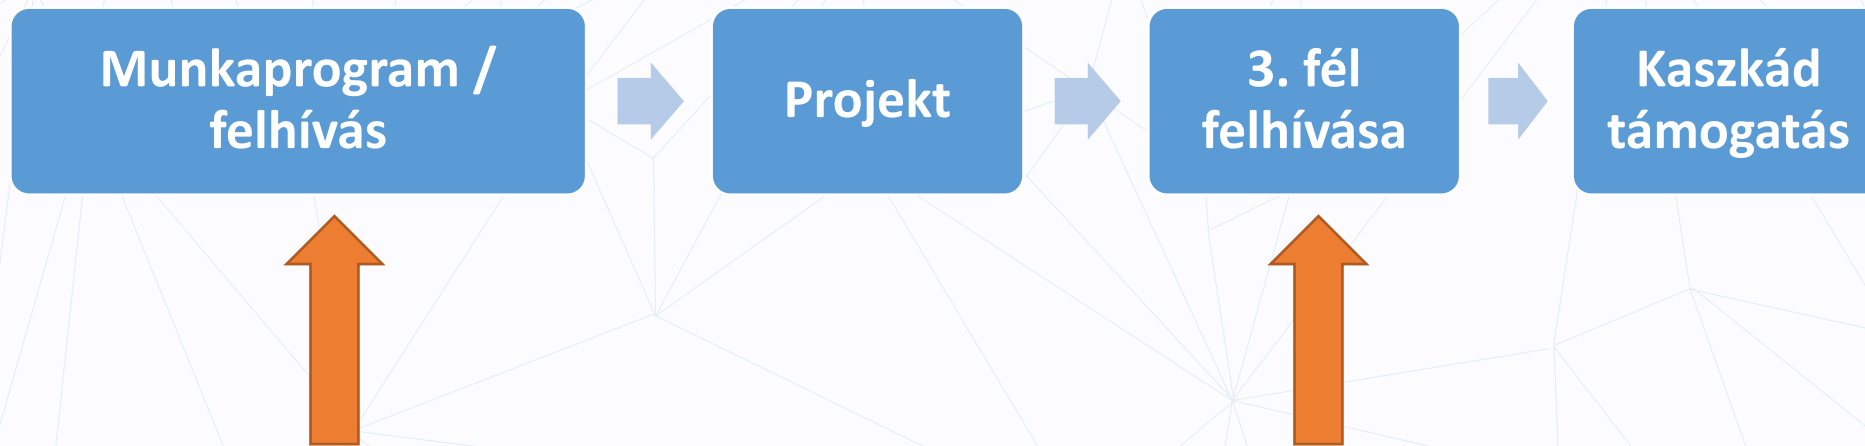 Munkaprogram /
felhívás
Projekt
3. fél
felhívása
Kaszkád
támogatás